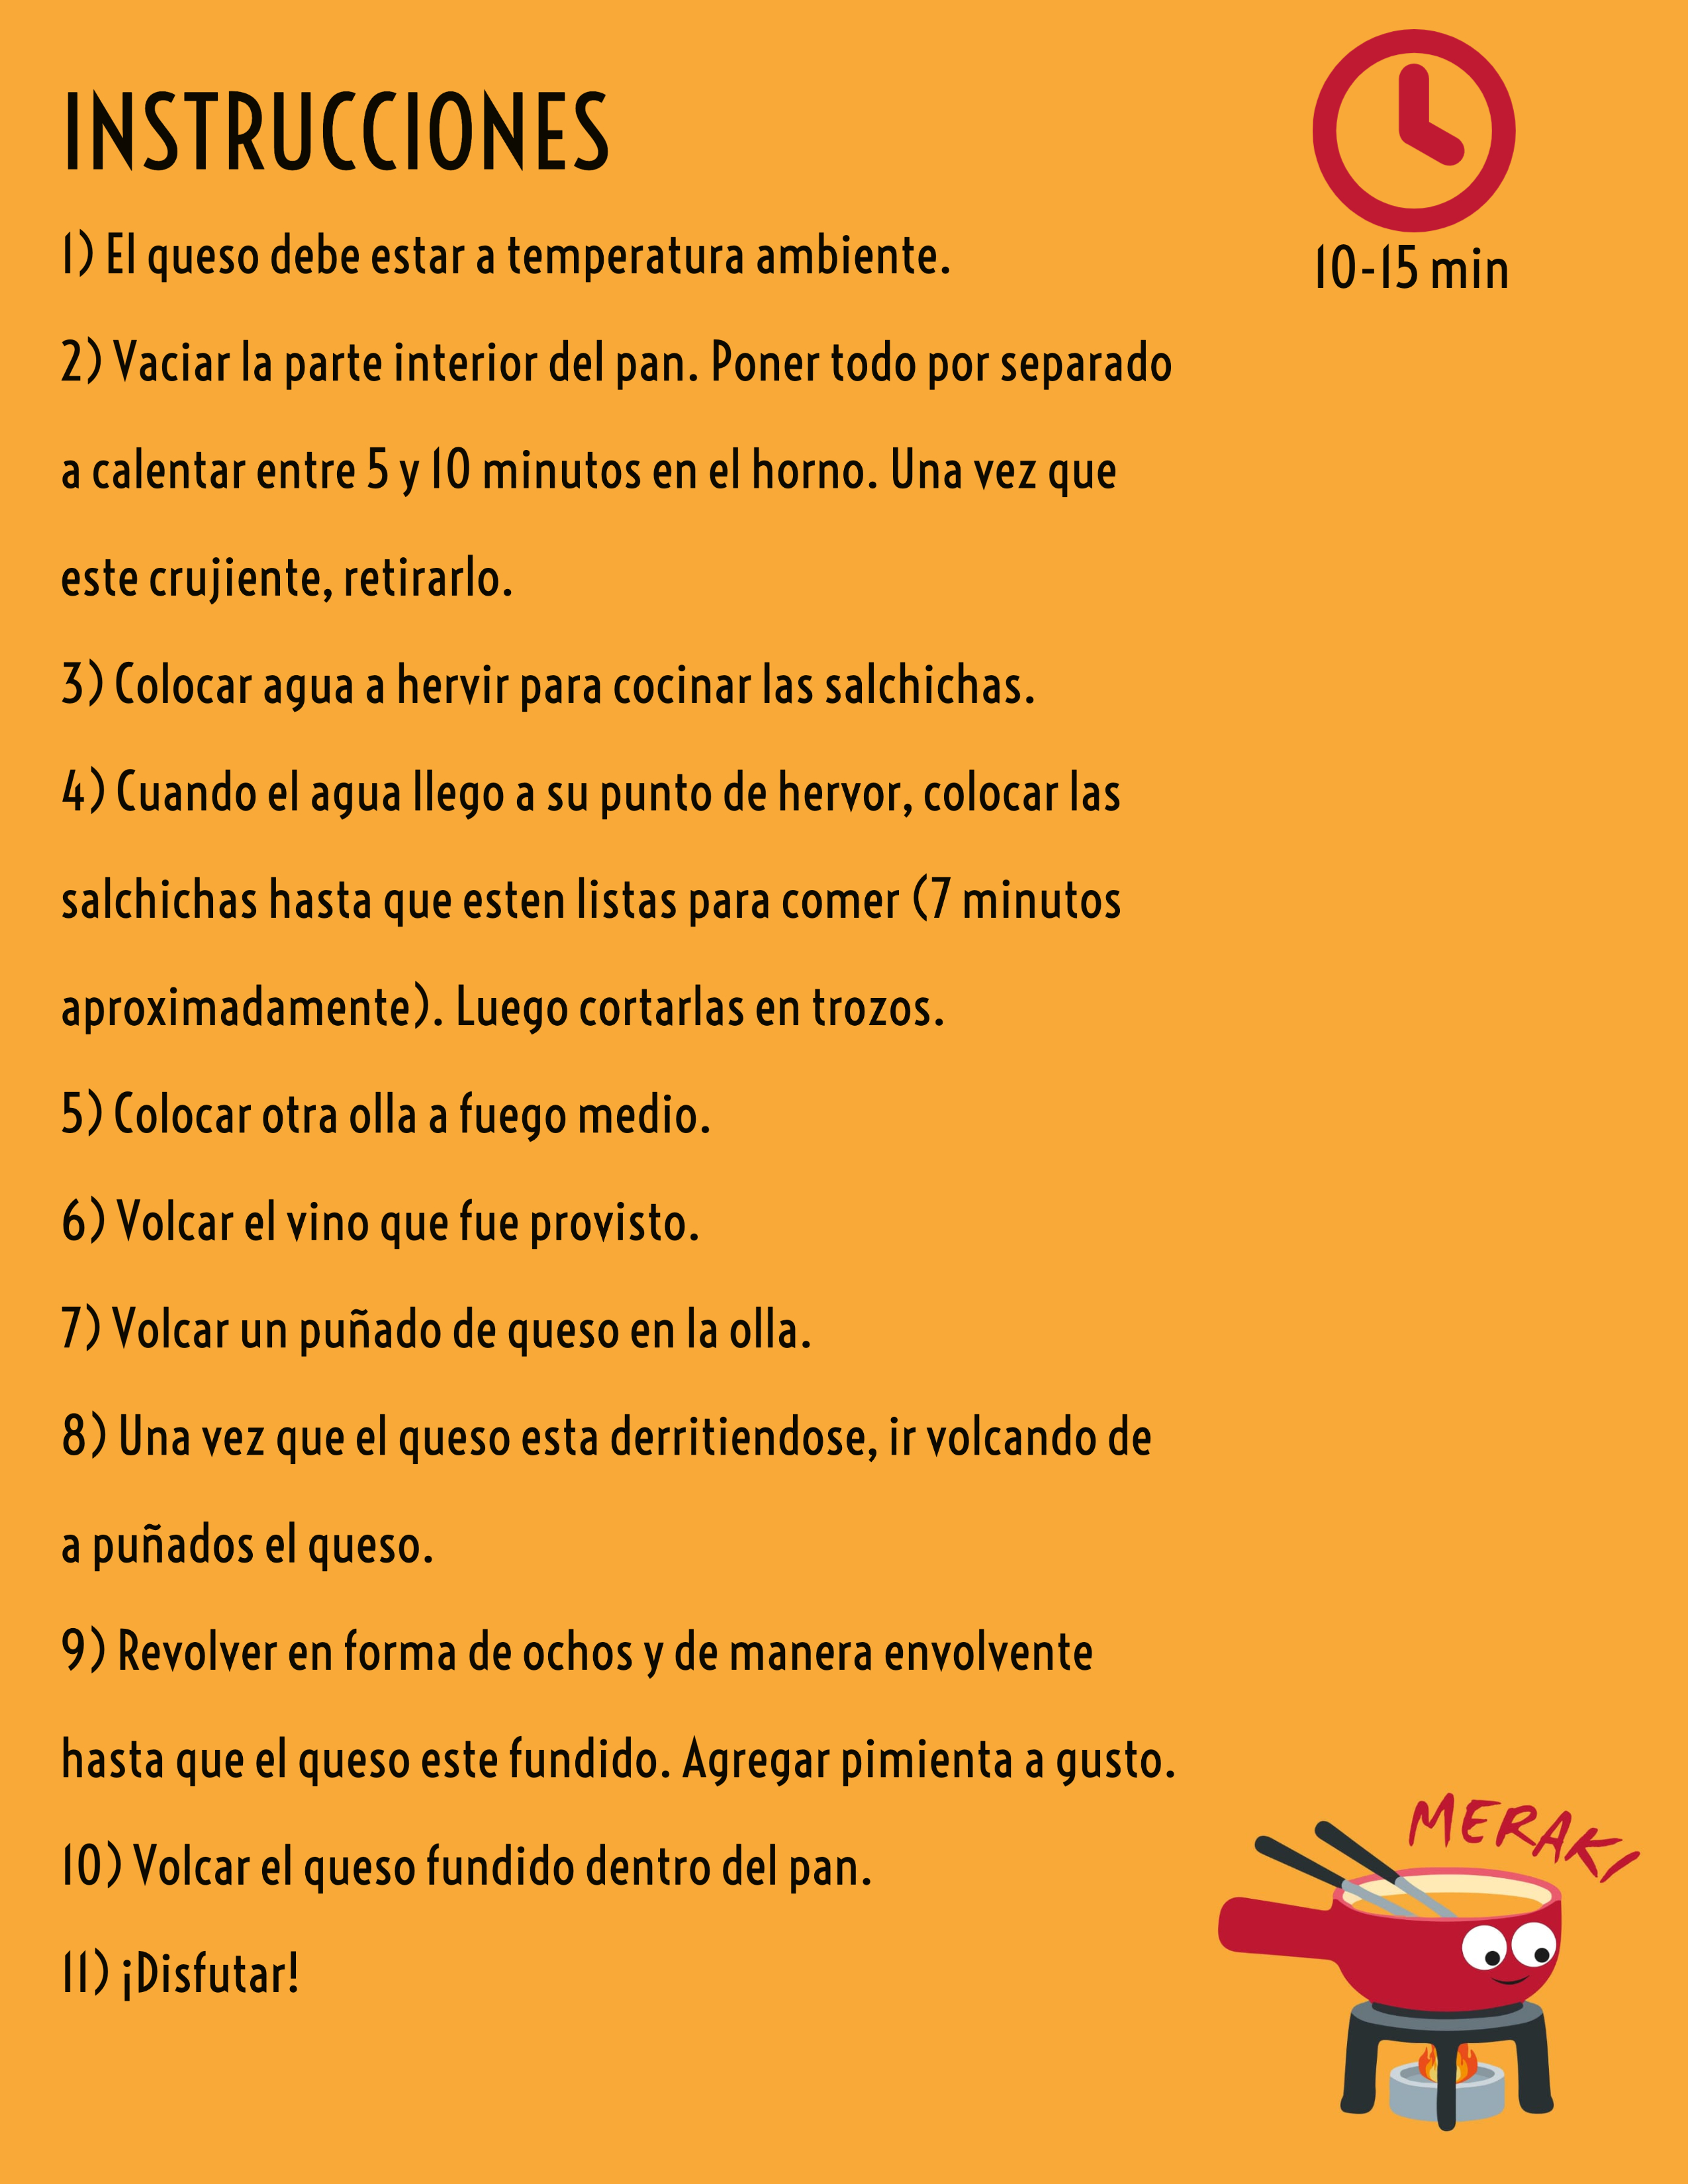 INSTRUCCIONES
10-15 min
1) El queso debe estar a temperatura ambiente.
2) Vaciar la parte interior del pan. Poner todo por separado
a calentar entre 5 y 10 minutos en el horno. Una vez que
este crujiente, retirarlo.
3) Colocar agua a hervir para cocinar las salchichas.
4) Cuando el agua llego a su punto de hervor, colocar las
salchichas hasta que esten listas para comer (7 minutos
aproximadamente). Luego cortarlas en trozos.
5) Colocar otra olla a fuego medio.
6) Volcar el vino que fue provisto.
7) Volcar un puñado de queso en la olla.
8) Una vez que el queso esta derritiendose, ir volcando de
a puñados el queso.
9) Revolver en forma de ochos y de manera envolvente
hasta que el queso este fundido. Agregar pimienta a gusto.
10) Volcar el queso fundido dentro del pan.
11) ¡Disfutar!
MERAKI